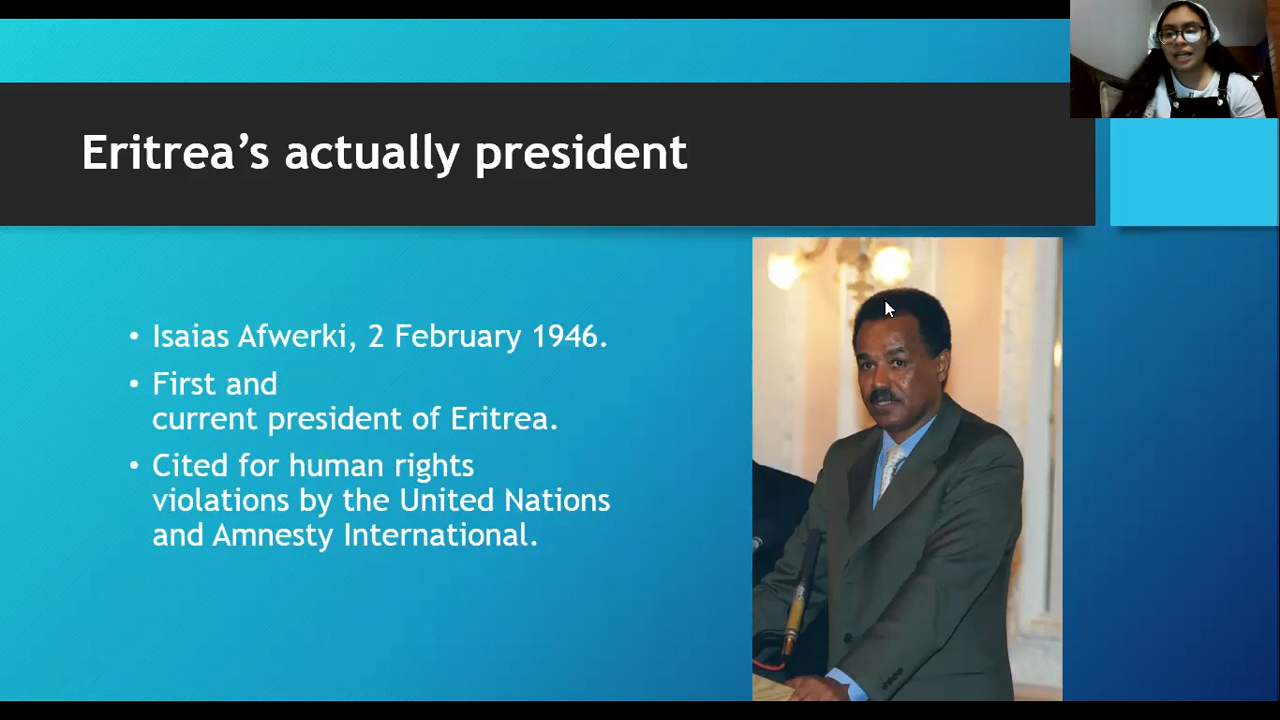 Eritrea’s actually president
• Isaias Afwerki, 2 February 1946.
• First and
current president of Eritrea.
• Cited for human rights
violations by the United Nations
and Amnesty International.